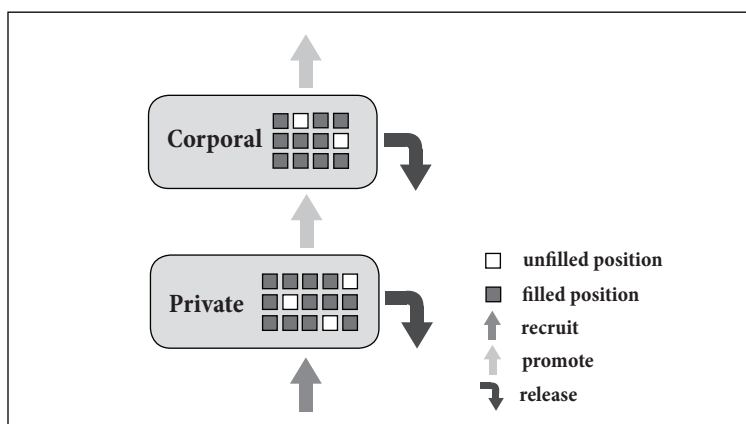 Corporal
Private
unfilled position
filled position
recruit
promote
release